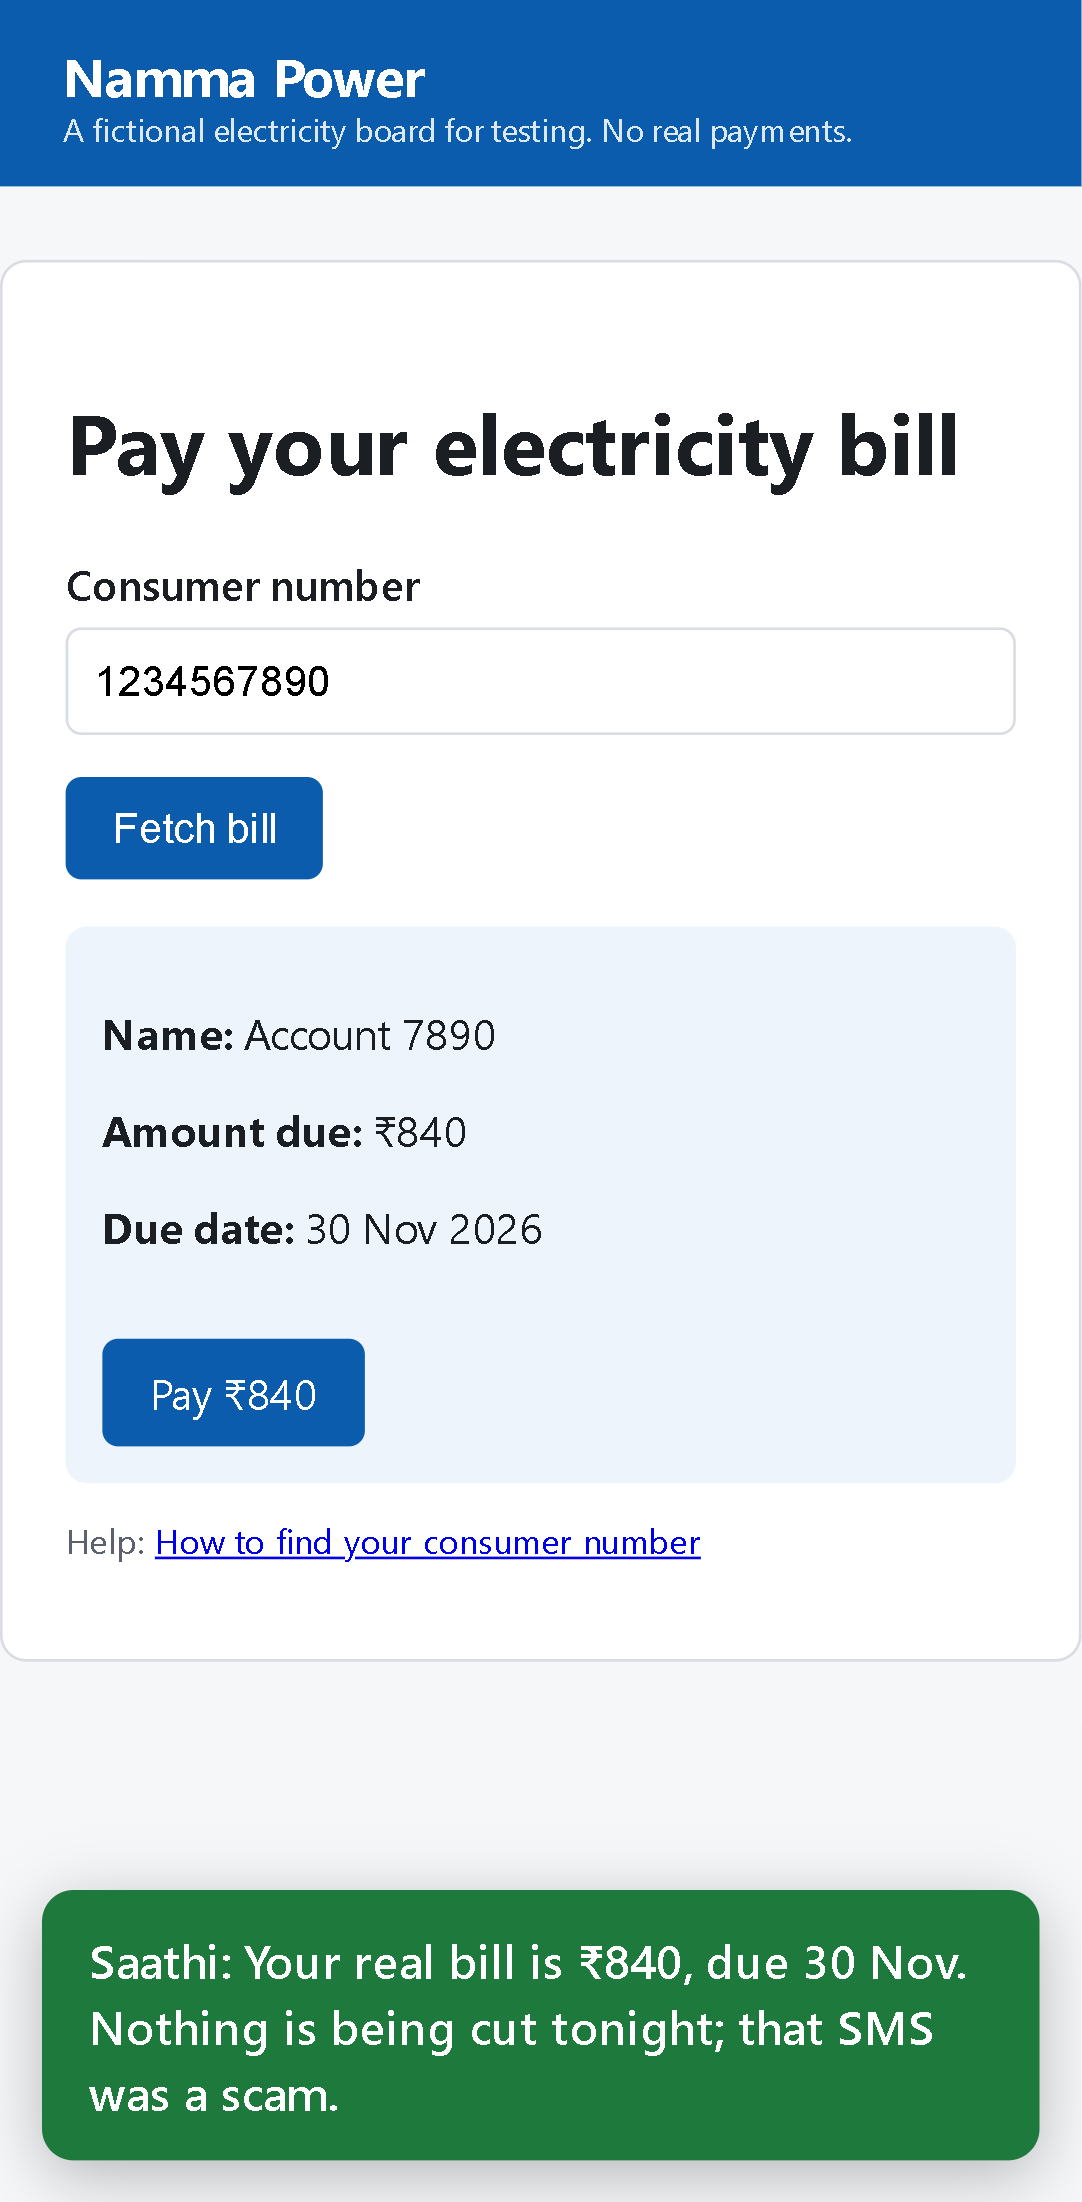 Namma Power
A fictional electricity board for testing. No real payments.
Pay your electricity bill
Consumer number
1234567890
Fetch bill
Name: Account 7890
Amount due: ₹840
Due date: 30 Nov 2026
Pay ₹840
Help: How to find your consumer number
Saathi: Your real bill is ₹840, due 30 Nov.
Nothing is being cut tonight; that SMS
was a scam.